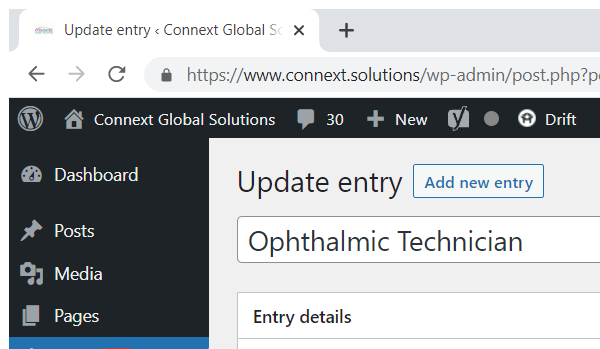 Update entry ‹ Connext Global Sc
https://www.connext.solutions/wp-admin/post.php?p
Connext Global Solutions 30 New Drift
Dashboard
Update entry Add new entry
Posts
Ophthalmic Technician
Media
Pages
Entry details